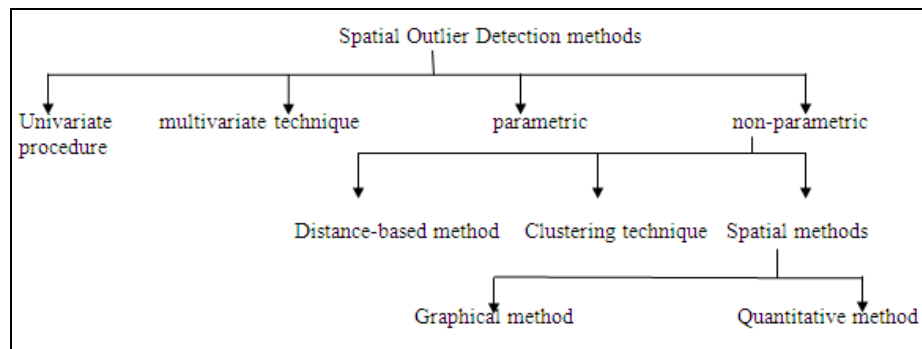 Spatial Outlier Detection methods
Univariate multivariate technique parametric non-parametric
procedure
Distance-based method Clustering technique Spatial methods
Graphical method Quantitative method